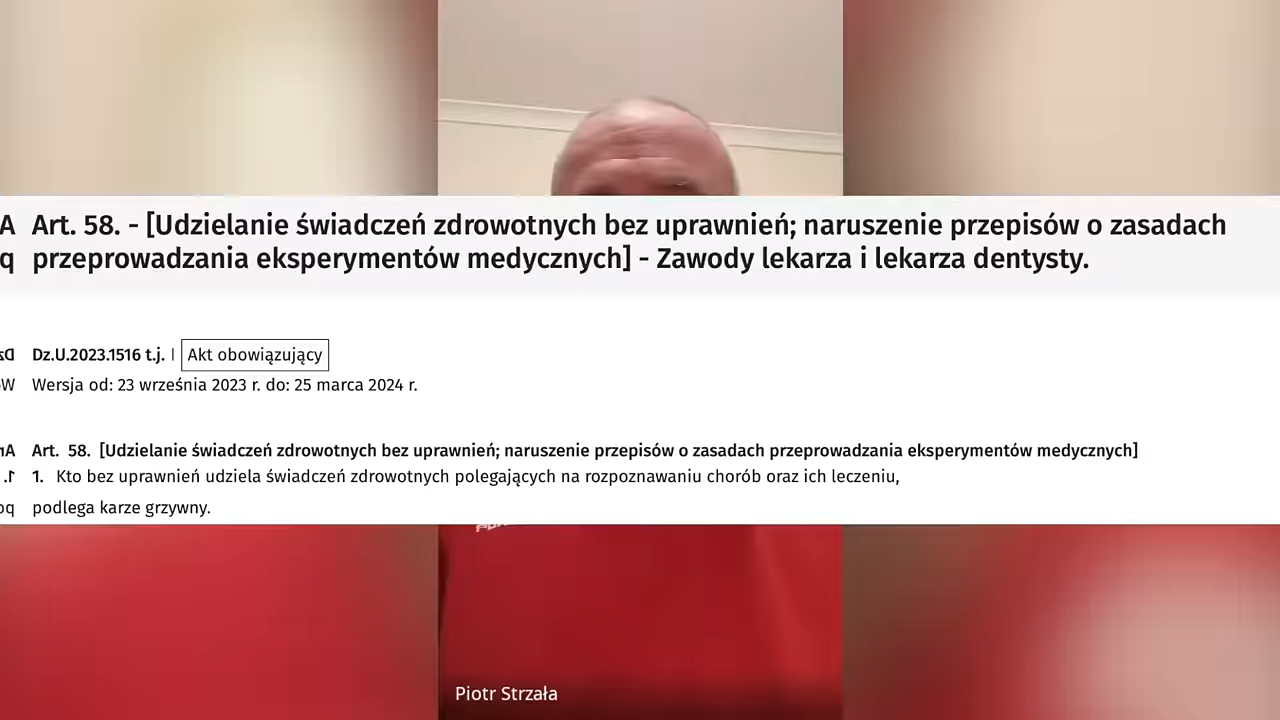 Art. 58. - [Udzielanie świadczeń zdrowotnych bez uprawnień; naruszenie przepisów o zasadach
przeprowadzania eksperymentów medycznych] - Zawody lekarza i lekarza dentysty.
Dz.U.2023.1516 t.j. | Akt obowiązujący
Wersja od: 23 września 2023 r. do: 25 marca 2024 r.
Art. 58. [Udzielanie świadczeń zdrowotnych bez uprawnień; naruszenie przepisów o zasadach przeprowadzania eksperymentów medycznych]
1. Kto bez uprawnień udziela świadczeń zdrowotnych polegających na rozpoznawaniu chorób oraz ich leczeniu,
podlega karze grzywny.
Piotr Strzała